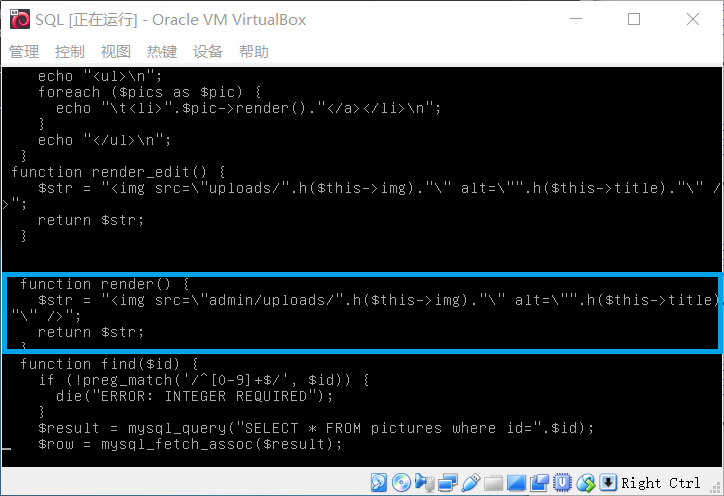 SQL [正在运行] - Oracle VM VirtualBox
管理 控制 视图 热键 设备 帮助
echo "<ul>\n";
foreach ($pics as $pic) {
echo "\t<li>".$pic->render()."</a></li>\n";
}
echo "</ul>\n";
}
function render_edit() {
$str = "<img src=\"uploads/".h($this->img)."\" alt=\"".h($this->title)."\" /
>";
return $str;
}
function render() {
$str = "<img src=\"admin/uploads/".h($this->img)."\" alt=\"".h($this->title).
"\" />";
return $str;
}
function find($id) {
if (!preg_match('/^[0-9]+$/', $id)) {
die("ERROR: INTEGER REQUIRED");
}
$result = mysql_query("SELECT * FROM pictures where id=".$id);
$row = mysql_fetch_assoc($result);
Right Ctrl